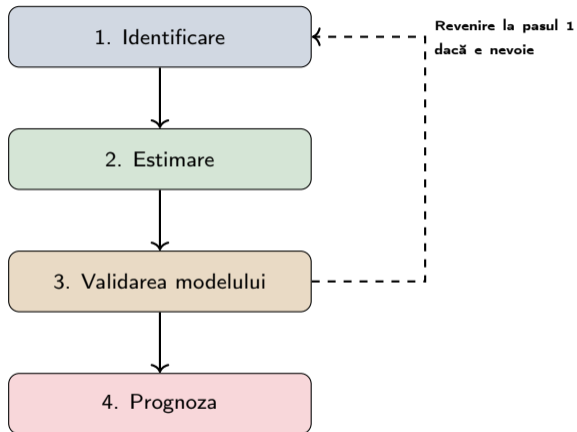 1. Identificare
Revenire la pasul 1
dacă e nevoie
2. Estimare
3. Validarea modelului
4. Prognoza